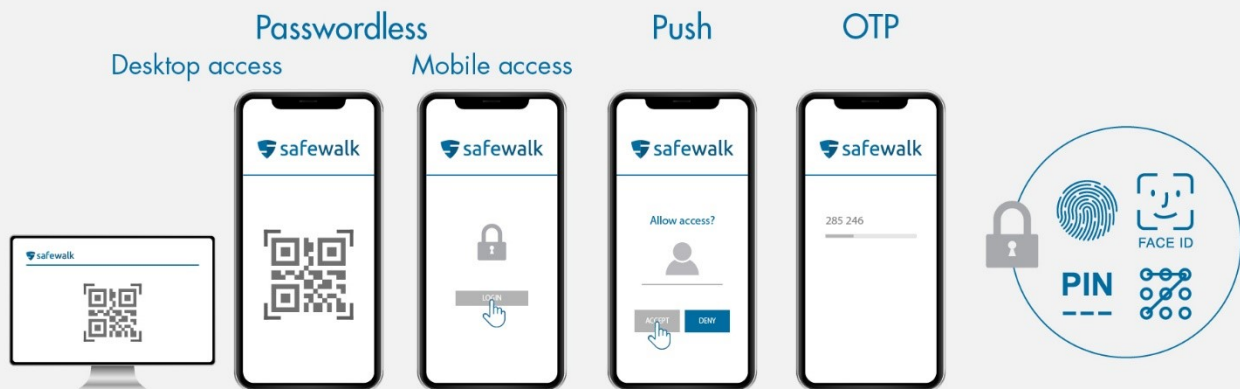 Passwordless
Push
OTP
Desktop access
Mobile access
safewalk
safewalk
safewalk
safewalk
safewalk
285 246
Allow access?
LOGIN
ACCEPT
DENY
FACE ID
PIN